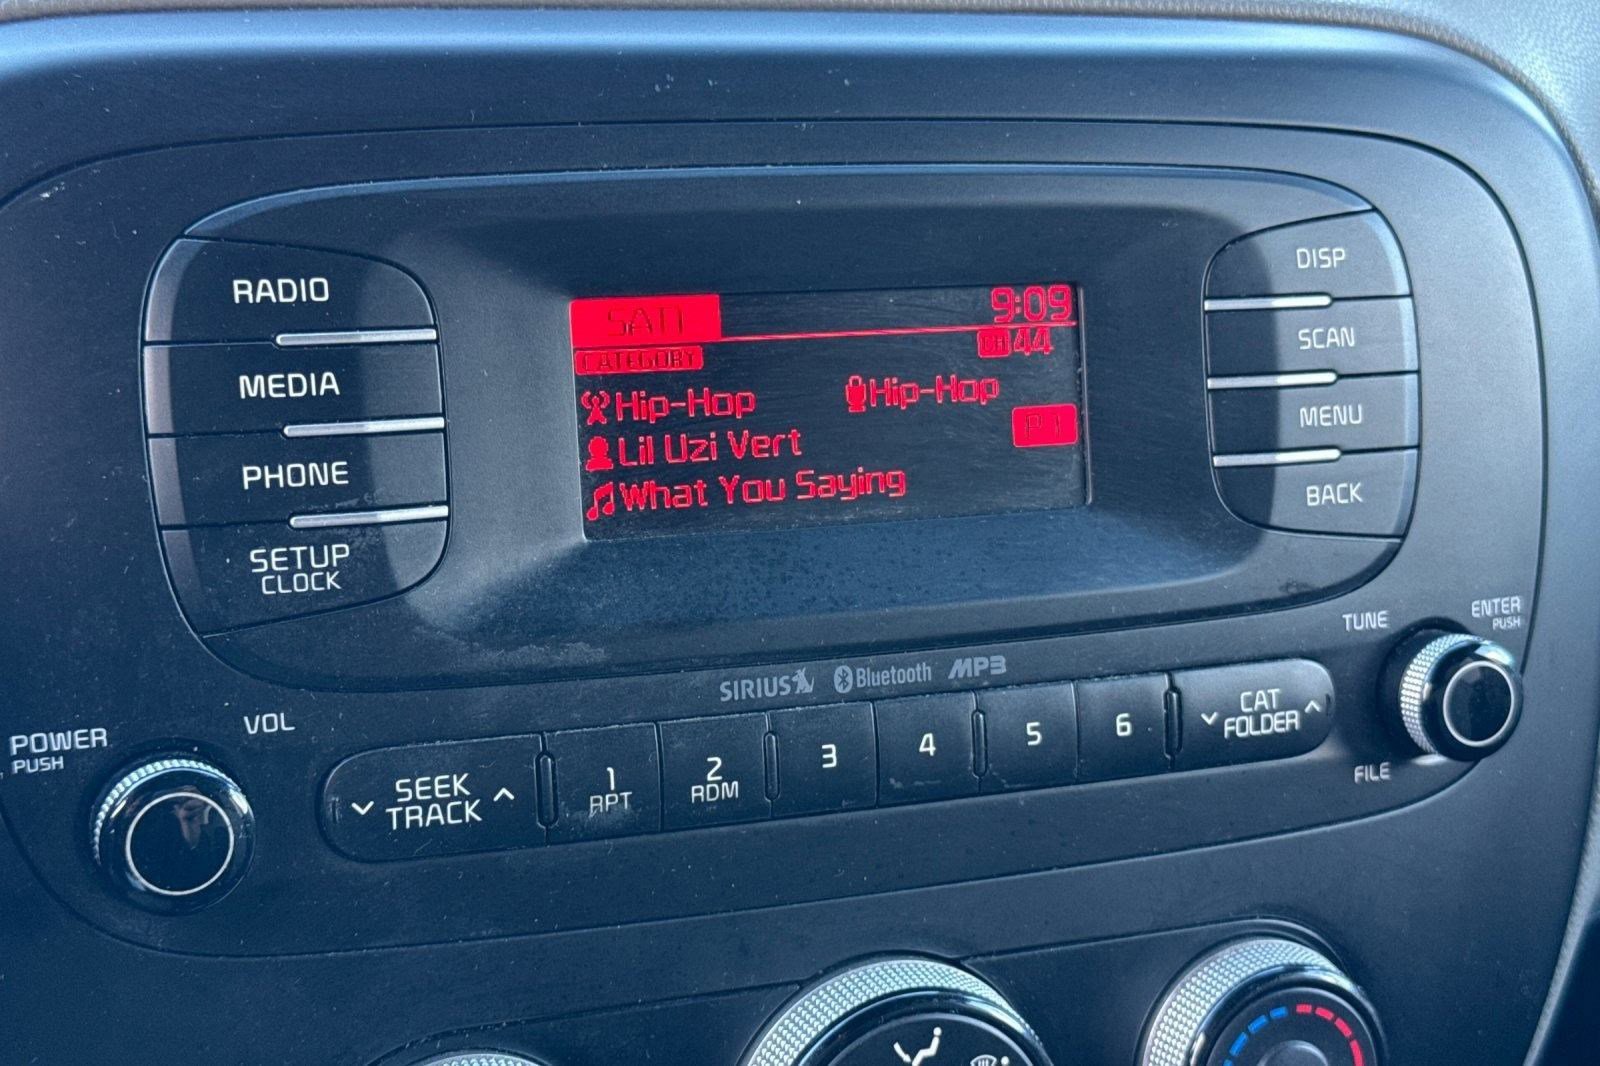 SAT1
9:09
CATEGORY
CH 44
Hip-Hop
Hip-Hop
Lil Uzi Vert
P1
What You Saying
RADIO
MEDIA
PHONE
SETUP
CLOCK
DISP
SCAN
MENU
BACK
SIRIUS Bluetooth MP3
POWER
PUSH
VOL
SEEK
TRACK
1
RPT
2
RDM
3
4
5
6
CAT
FOLDER
TUNE
FILE
ENTER
PUSH